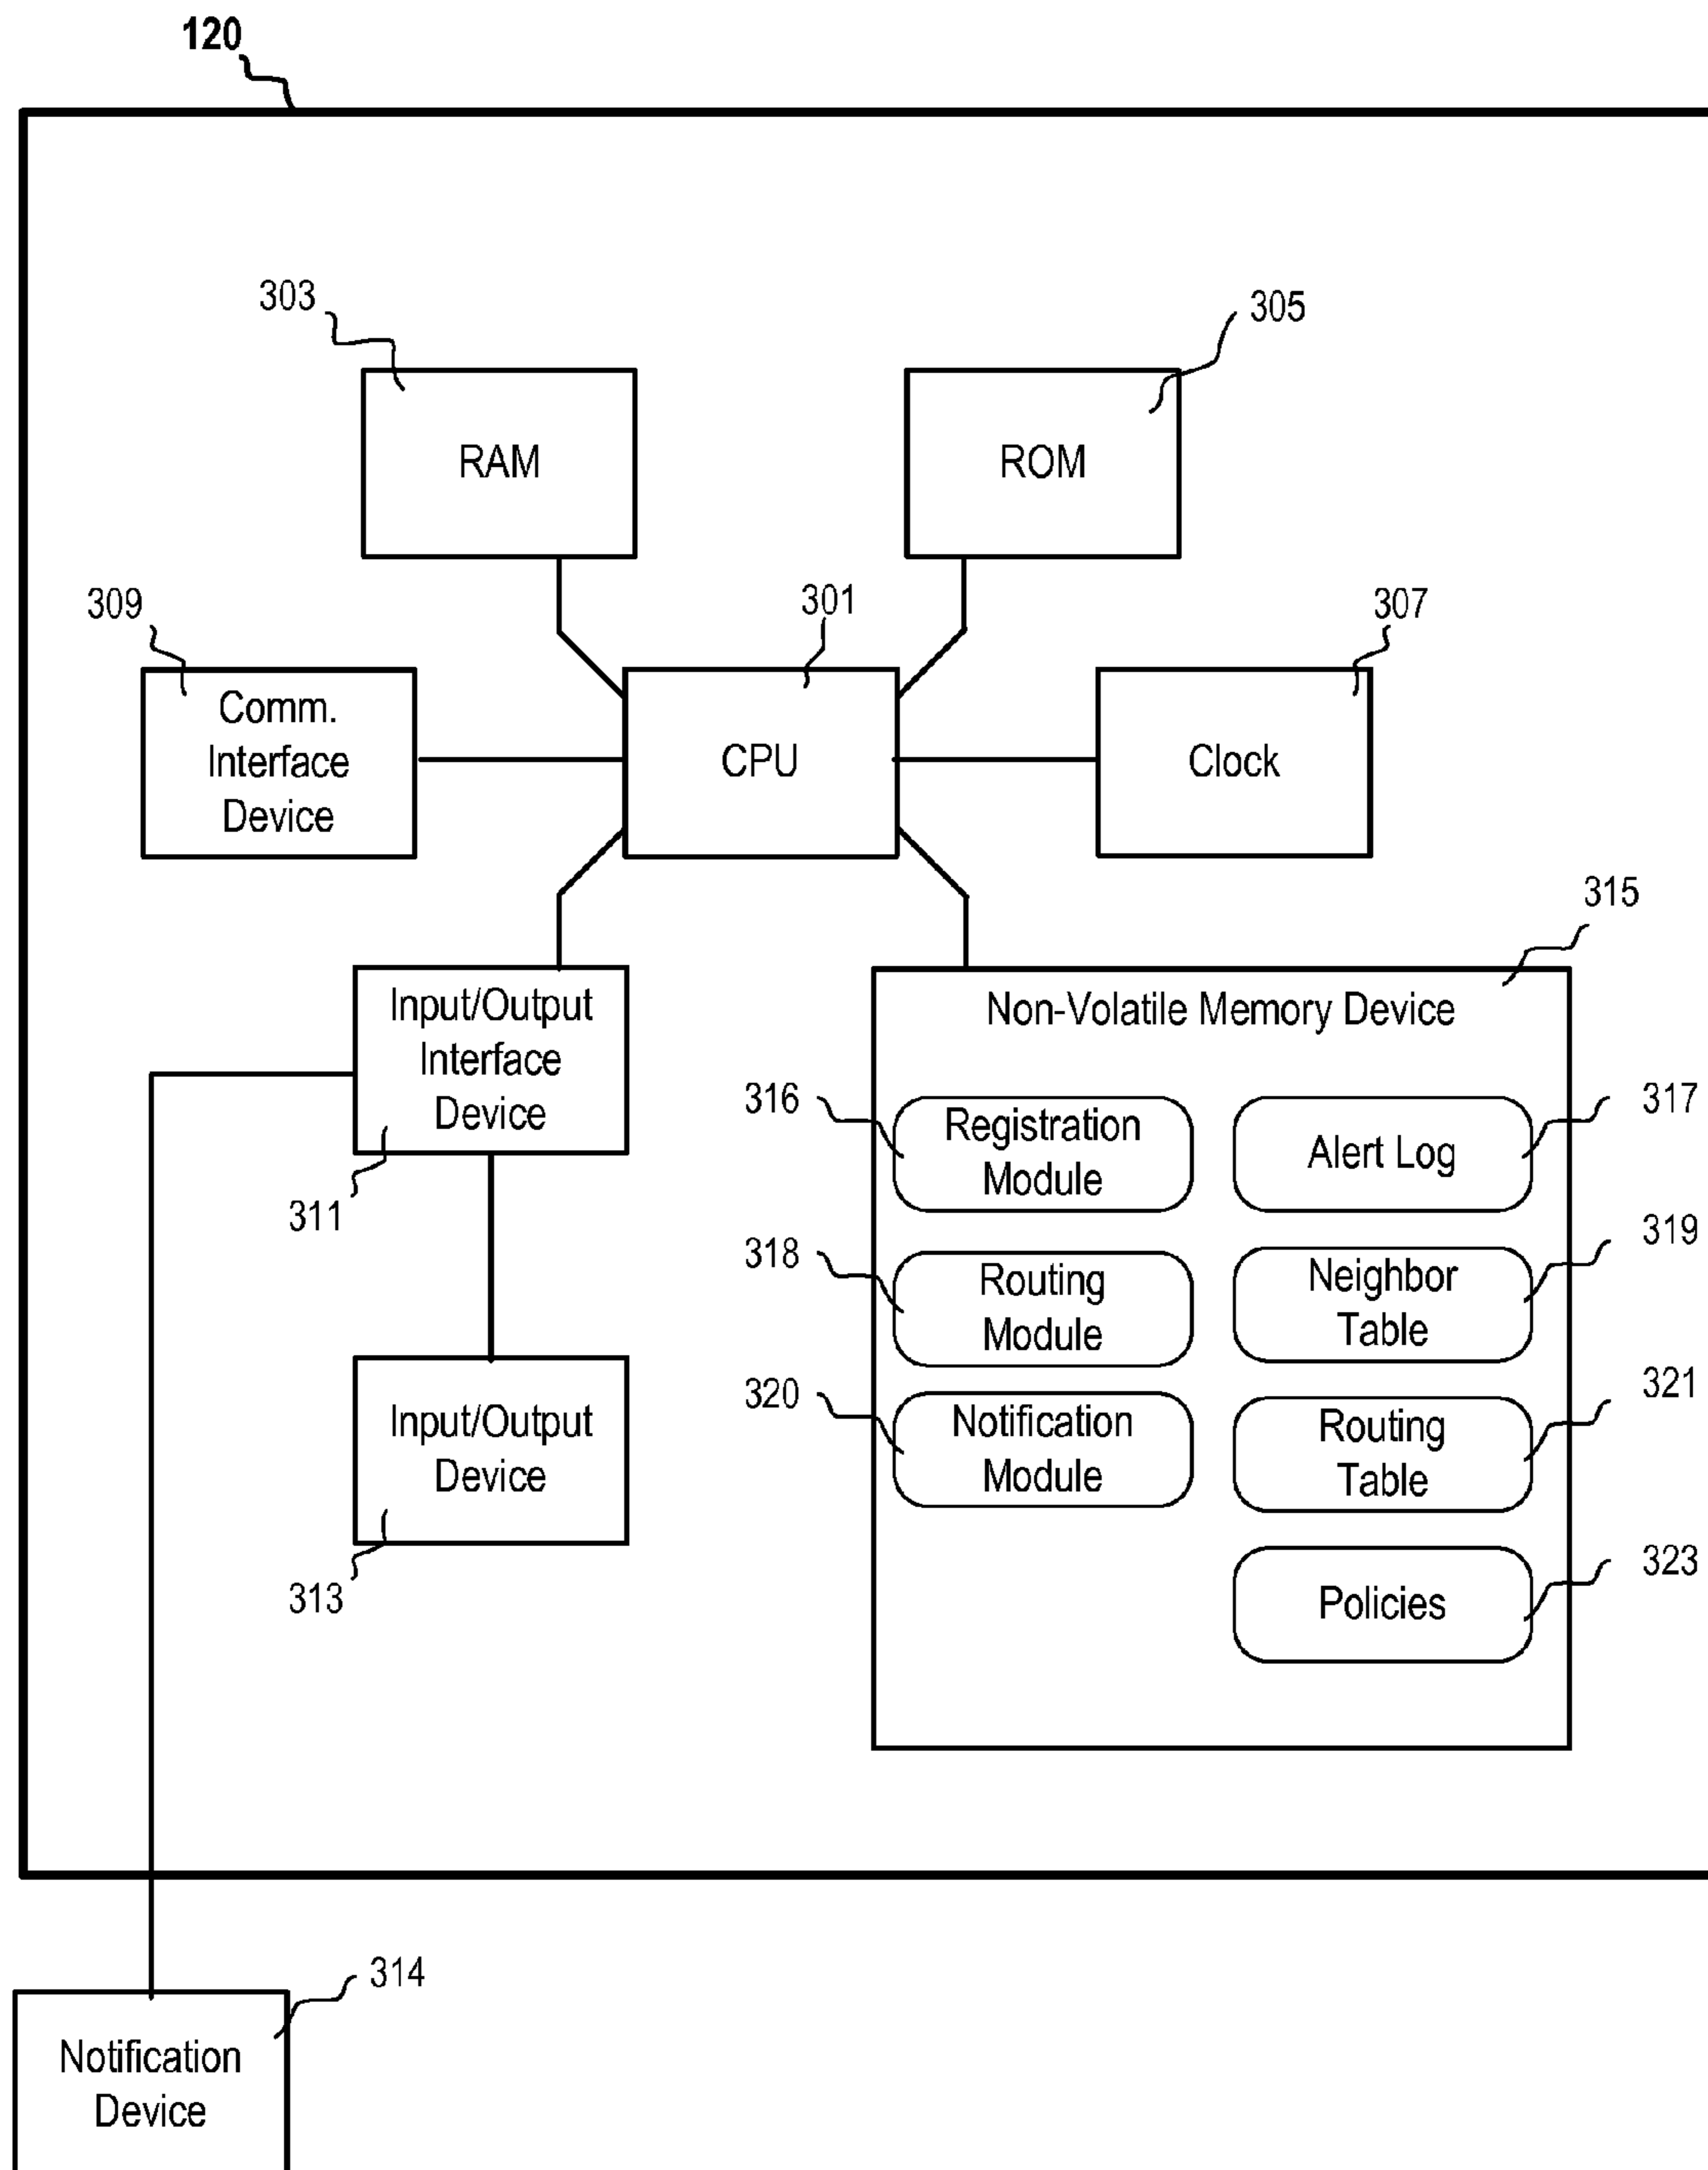 120
303
305
RAM
ROM
309
301
307
Comm.
Interface
Device
CPU
Clock
315
Input/Output
Interface
Device
311
Non-Volatile Memory Device
316
Registration
Module
Alert Log
317
318
Routing
Module
Neighbor
Table
319
320
Notification
Module
Routing
Table
321
Input/Output
Device
313
Policies
323
314
Notification
Device